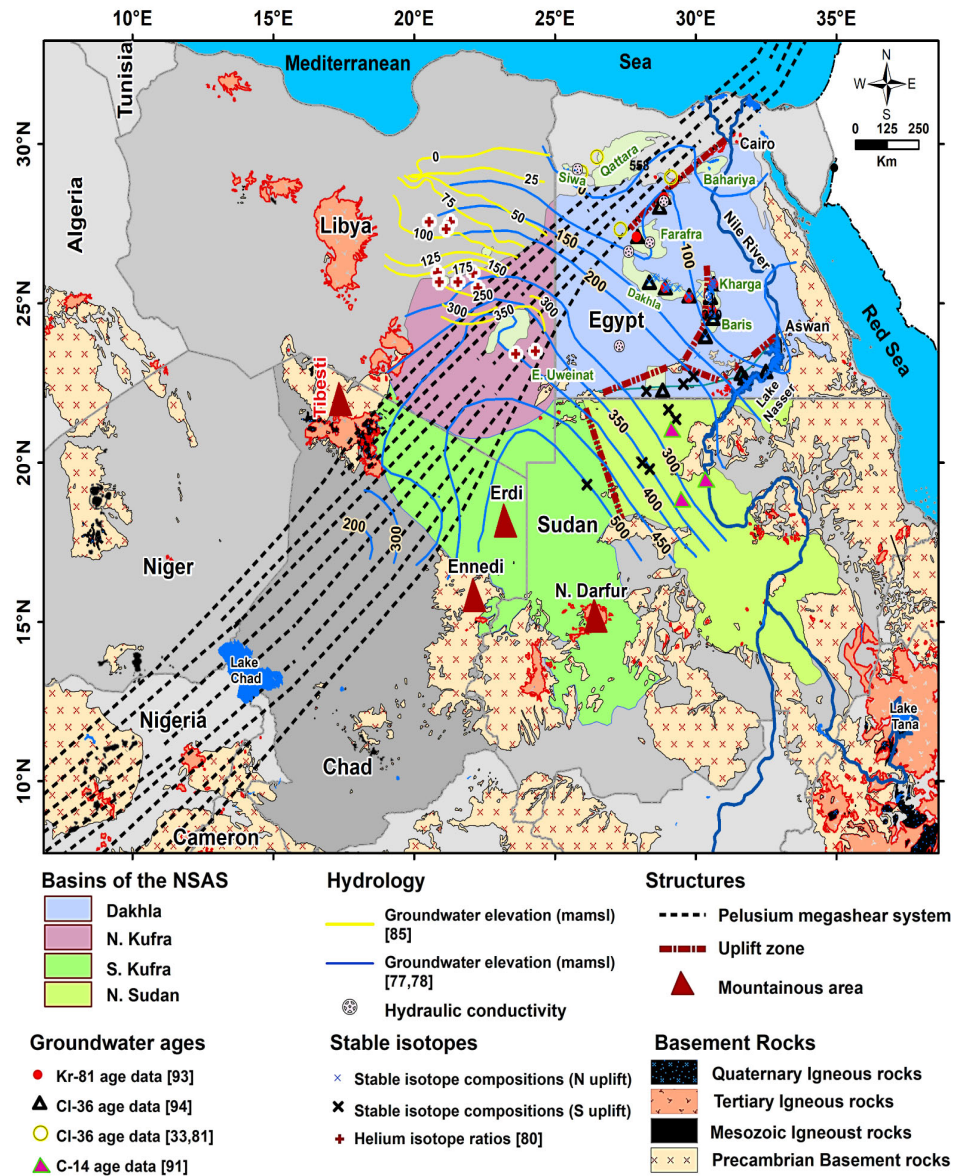 15°E 20°E 25°E 30°E 35°E
Tunisia
Mediterranean Sea
N
W E
S
0 125 250
Km
30°N
Cairo
0
Siwa
Qattara
558
Bahariya
25
Algeria
75
50
Libya
100
150
Farafra
100
Nile River
125
175
150
200
Dakhla
Kharga
25°N
250
300
350
300
Egypt
Baris
Aswan
Red Sea
E. Uweinat
Tibesti
Lake Nasser
350
300
20°N
400
Erdi
Sudan
500
450
200
300
Niger
Ennedi
N. Darfur
15°N
Lake
Chad
Nigeria
Lake
Tana
Chad
10°N
Cameron
Basins of the NSAS
Dakhla
N. Kufra
S. Kufra
N. Sudan
Hydrology
Groundwater elevation (mamsl)
[85]
Groundwater elevation (mamsl)
[77,78]
Hydraulic conductivity
Structures
Pelusium megashear system
Uplift zone
Mountainous area
Groundwater ages
Kr-81 age data [93]
Cl-36 age data [94]
Cl-36 age data [33,81]
C-14 age data [91]
Stable isotopes
Stable isotope compositions (N uplift)
Stable isotope compositions (S uplift)
Helium isotope ratios [80]
Basement Rocks
Quaternary Igneous rocks
Tertiary Igneous rocks
Mesozoic Igneoust rocks
Precambrian Basement rocks